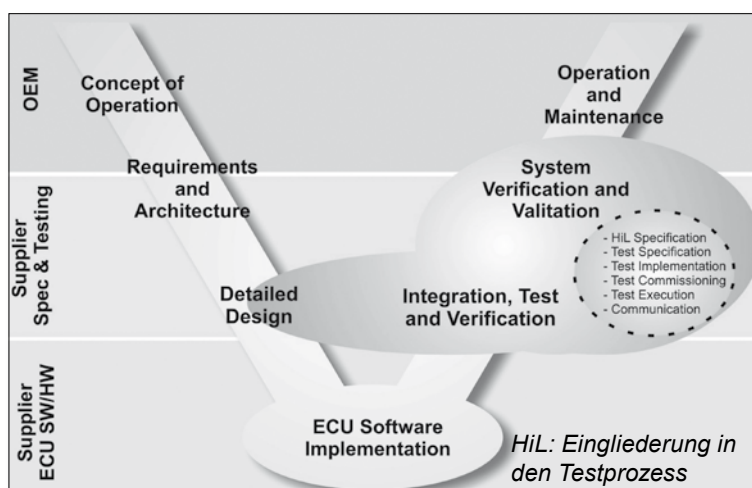 OEM
Concept of
Operation
Operation
and
Maintenance
Requirements
and
Architecture
System
Verification and
Valitation
Supplier
Spec & Testing
- HiL Specification
- Test Specification
- Test Implementation
- Test Commissioning
- Test Execution
- Communication
Detailed
Design
Integration, Test
and Verification
Supplier
ECU SW/HW
ECU Software
Implementation
HiL: Eingliederung in
den Testprozess